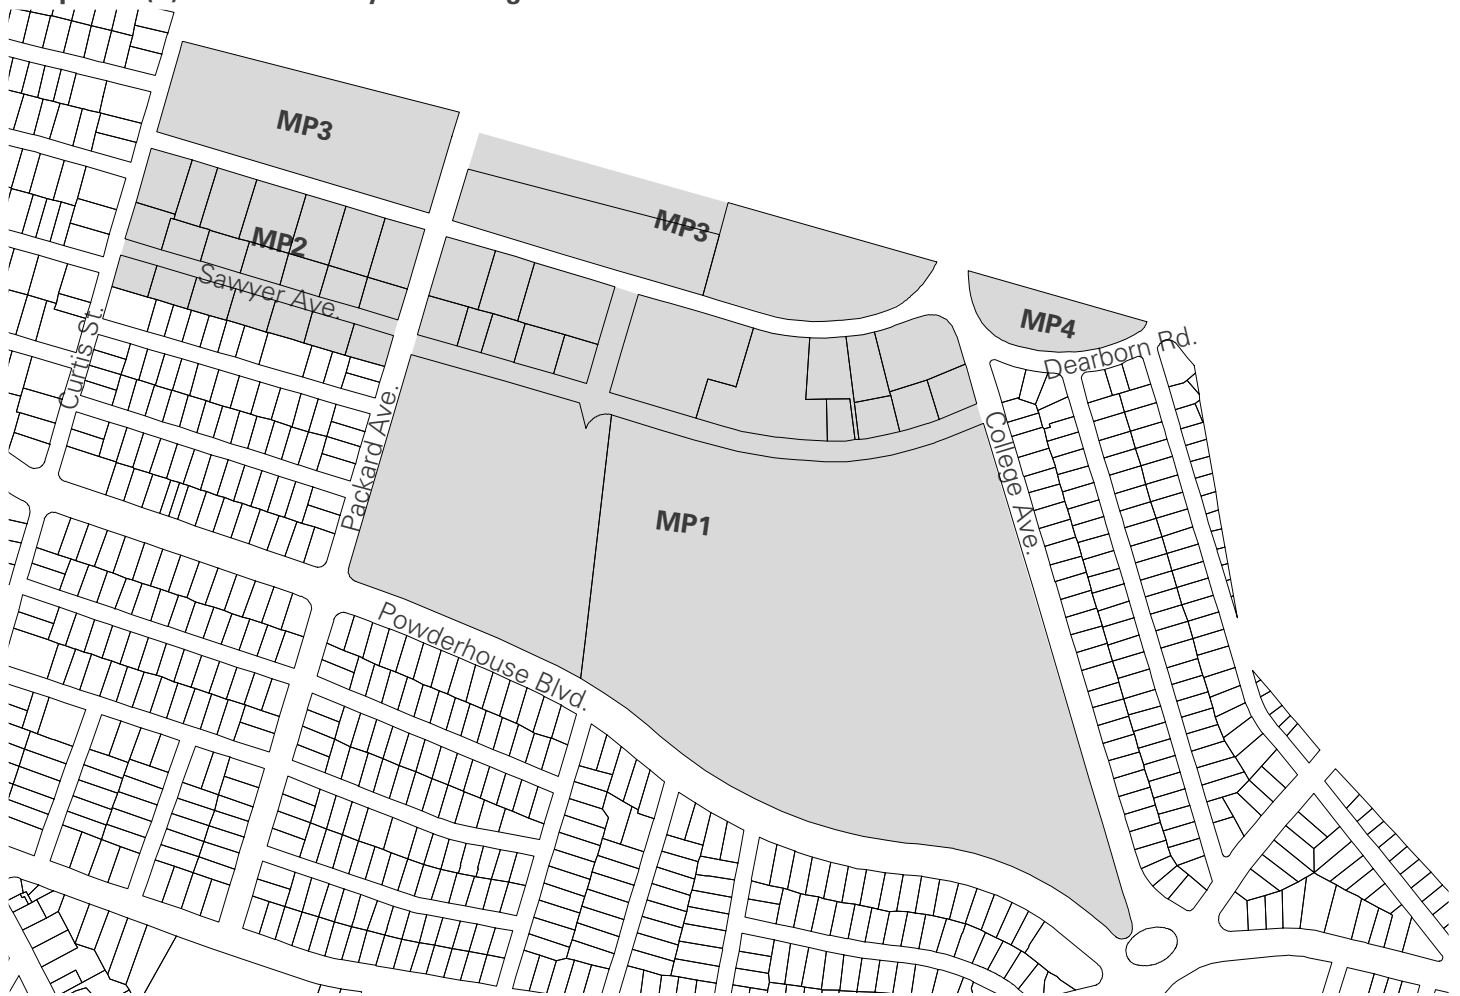 MP3
MP3
MP2
Sawyer Ave.
MP4
Dearborn Rd.
Curtis St.
Packard Ave.
College Ave.
MP1
Powderhouse Blvd.